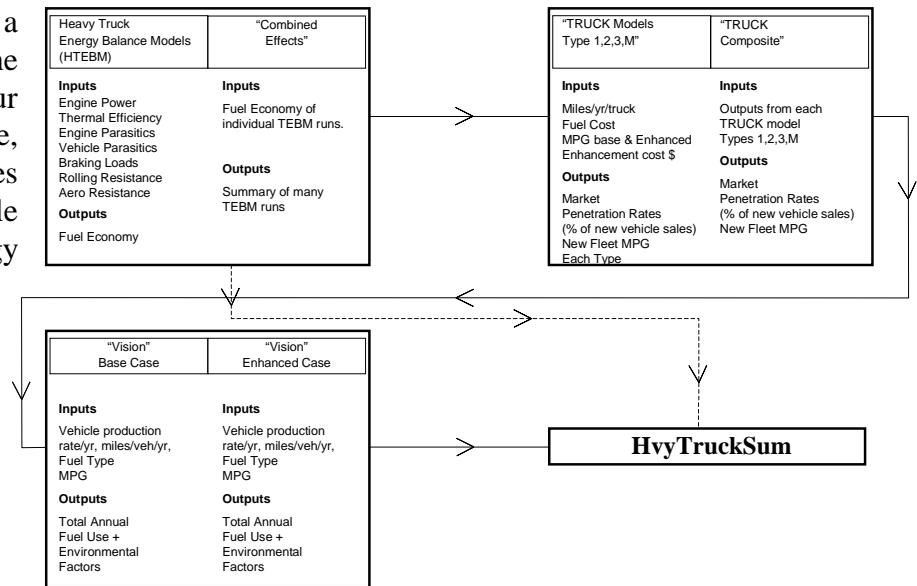 a
ur
e,
es
le
gy
Heavy Truck
Energy Balance Models
(HTEBM)
"Combined
Effects"
Inputs
Engine Power
Thermal Efficiency
Engine Parasitics
Vehicle Parasitics
Braking Loads
Rolling Resistance
Aero Resistance
Outputs
Fuel Economy
Inputs
Fuel Economy of
individual TEBM runs.
Outputs
Summary of many
TEBM runs
"TRUCK Models
Type 1,2,3,M"
"TRUCK
Composite"
Inputs
Miles/yr/truck
Fuel Cost
MPG base & Enhanced
Enhancement cost $
Outputs
Market
Penetration Rates
(% of new vehicle sales)
New Fleet MPG
Each Type
Inputs
Outputs from each
TRUCK model
Types 1,2,3,M
Outputs
Market
Penetration Rates
(% of new vehicle sales)
New Fleet MPG
"Vision"
Base Case
"Vision"
Enhanced Case
Inputs
Vehicle production
rate/yr, miles/veh/yr,
Fuel Type
MPG
Outputs
Total Annual
Fuel Use +
Environmental
Factors
Inputs
Vehicle production
rate/yr, miles/veh/yr,
Fuel Type
MPG
Outputs
Total Annual
Fuel Use +
Environmental
Factors
HvyTruckSum